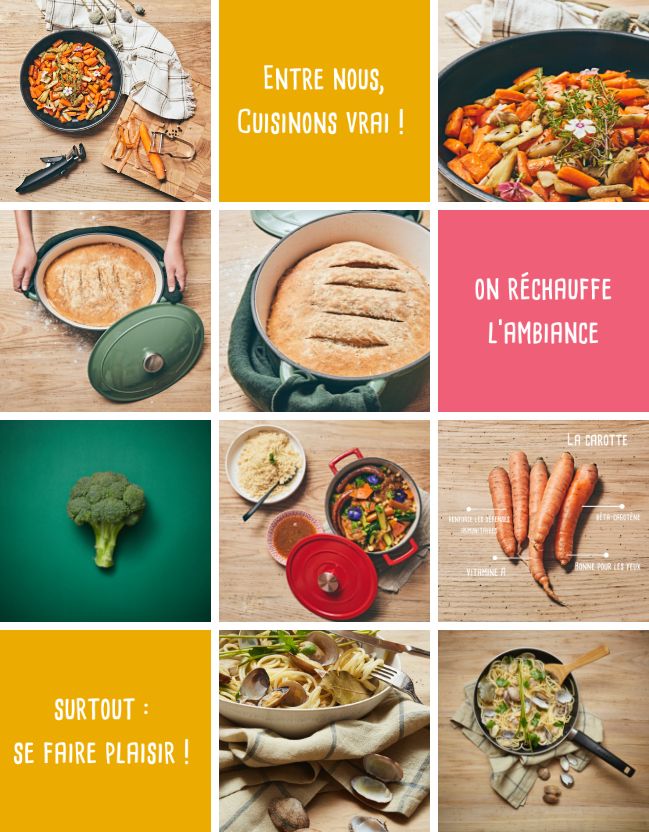 Entre nous,
Cuisinons vrai !
on réchauffe
l'ambiance
La carotte
Renforce les défenses
immunitaires
Bêta-carotène
Vitamine A
Bonne pour les yeux
surtout :
se faire plaisir !